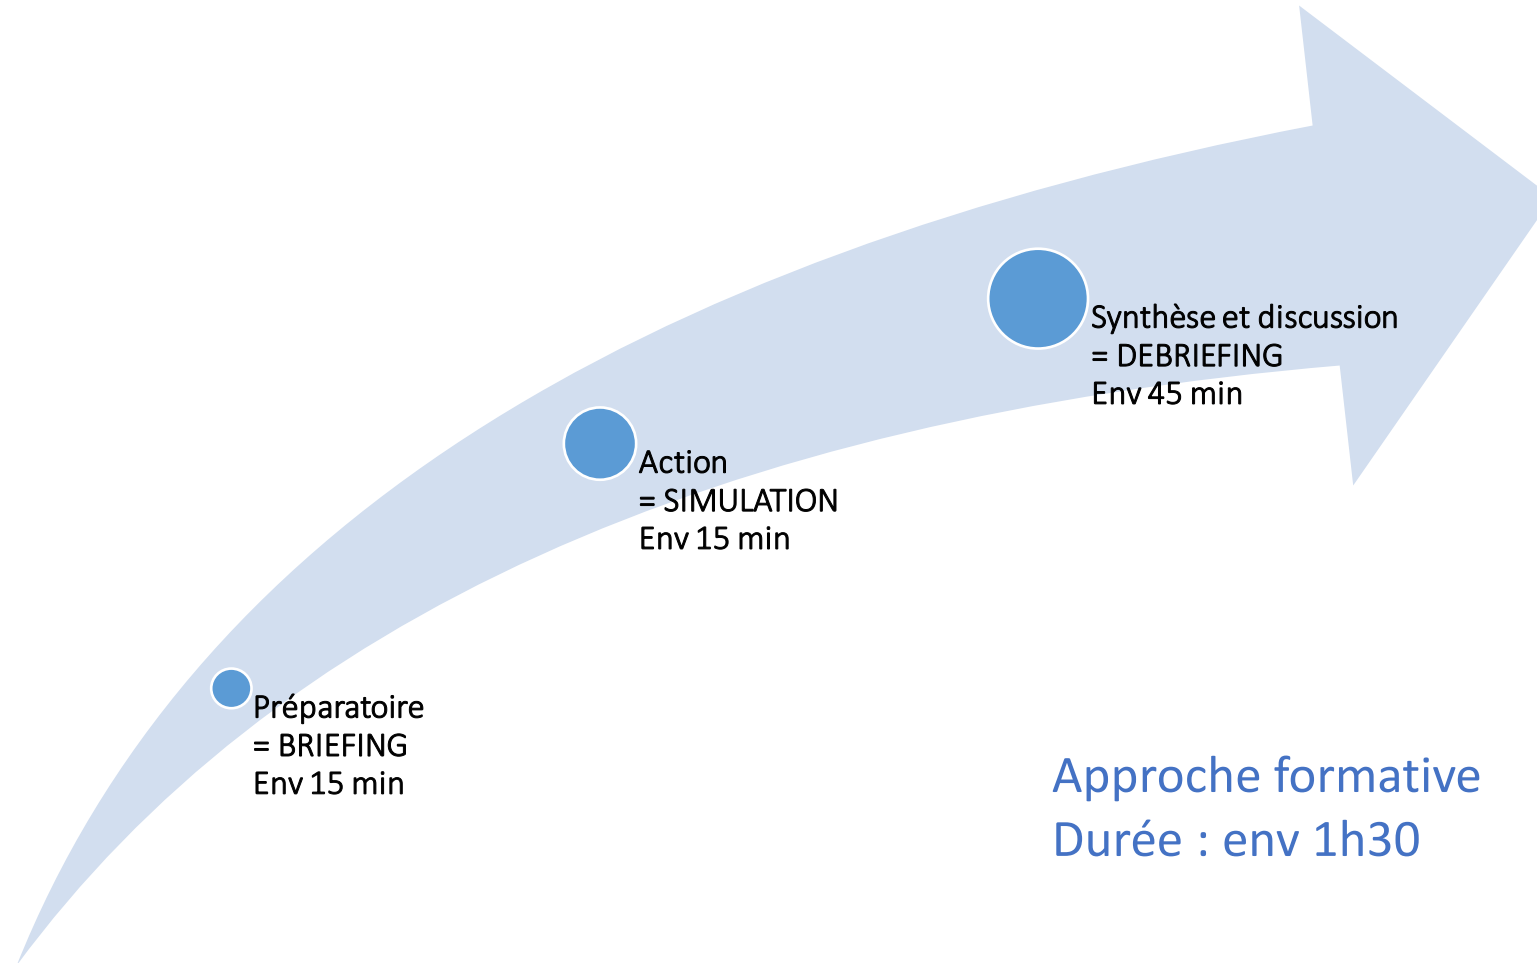 Préparatoire
= BRIEFING
Env 15 min
Action
= SIMULATION
Env 15 min
Synthèse et discussion
= DEBRIEFING
Env 45 min
Approche formative
Durée : env 1h30